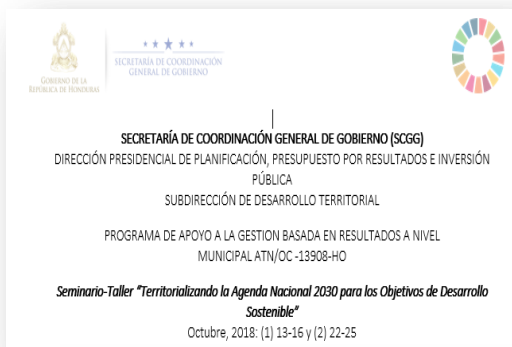 GOBIERNO DE LA
REPÚBLICA DE HONDURAS
SECRETARÍA DE COORDINACIÓN
GENERAL DE GOBIERNO
SECRETARÍA DE COORDINACIÓN GENERAL DE GOBIERNO (SCGG)
DIRECCIÓN PRESIDENCIAL DE PLANIFICACIÓN, PRESUPUESTO POR RESULTADOS E INVERSIÓN
PÚBLICA
SUBDIRECCIÓN DE DESARROLLO TERRITORIAL
PROGRAMA DE APOYO A LA GESTION BASADA EN RESULTADOS A NIVEL
MUNICIPAL ATN/OC -13908-HO
Seminario-Taller "Territorializando la Agenda Nacional 2030 para los Objetivos de Desarrollo
Sostenible"
Octubre, 2018: (1) 13-16 y (2) 22-25